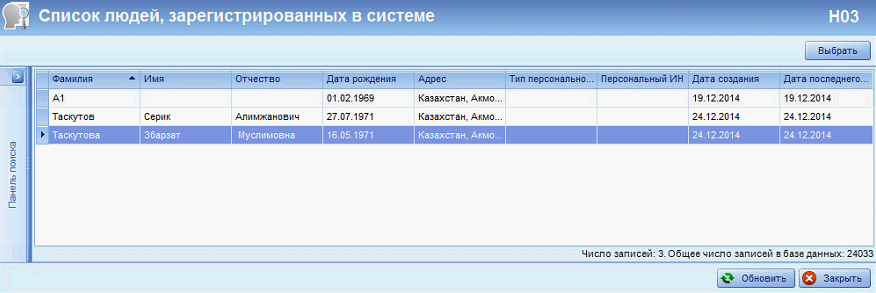 Список людей, зарегистрированных в системе Н03
Выбрать
Фамилия Имя Отчество Дата рождения Адрес Тип персонально... Персональный ИН Дата создания Дата последнего...
А1 01.02.1969 Казахстан, Акмо... 19.12.2014 19.12.2014
Таскутов Серик Алимжанович 27.07.1971 Казахстан, Акмо... 24.12.2014 24.12.2014
Таскутова Збарзат Муслимовна 16.05.1971 Казахстан, Акмо... 24.12.2014 24.12.2014
Панель поиска
Число записей: 3. Общее число записей в базе данных: 24033
Обновить Закрыть